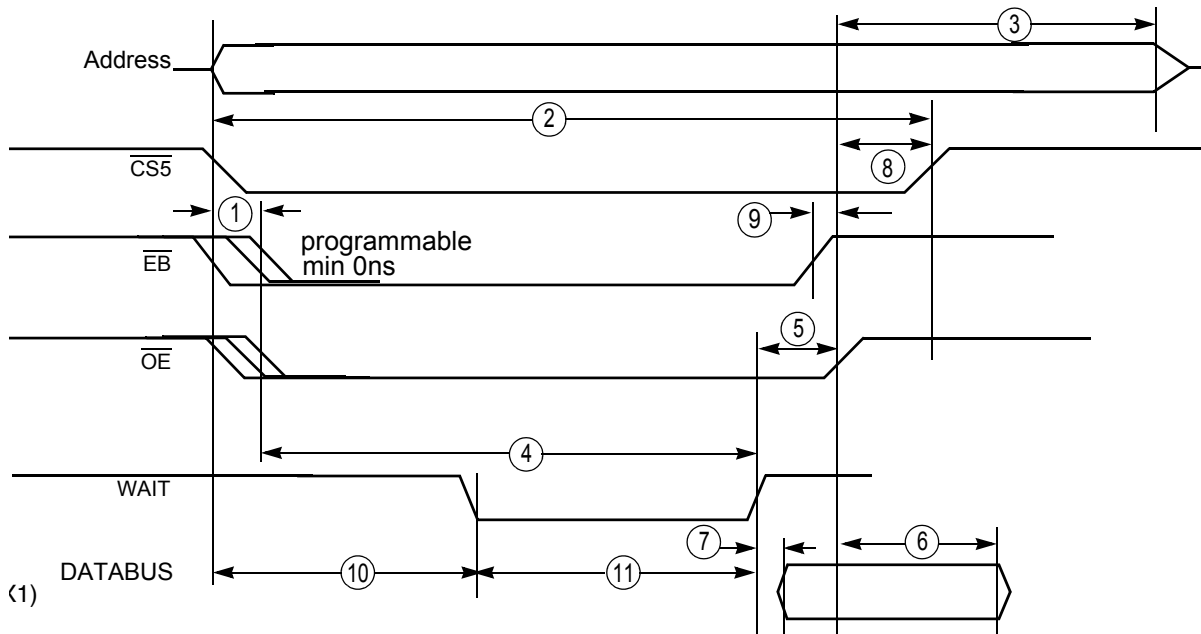 3
Address
2
CS5
8
1
9
programmable
min 0ns
EB
5
OE
4
WAIT
7
6
DATABUS
10
11
X1)